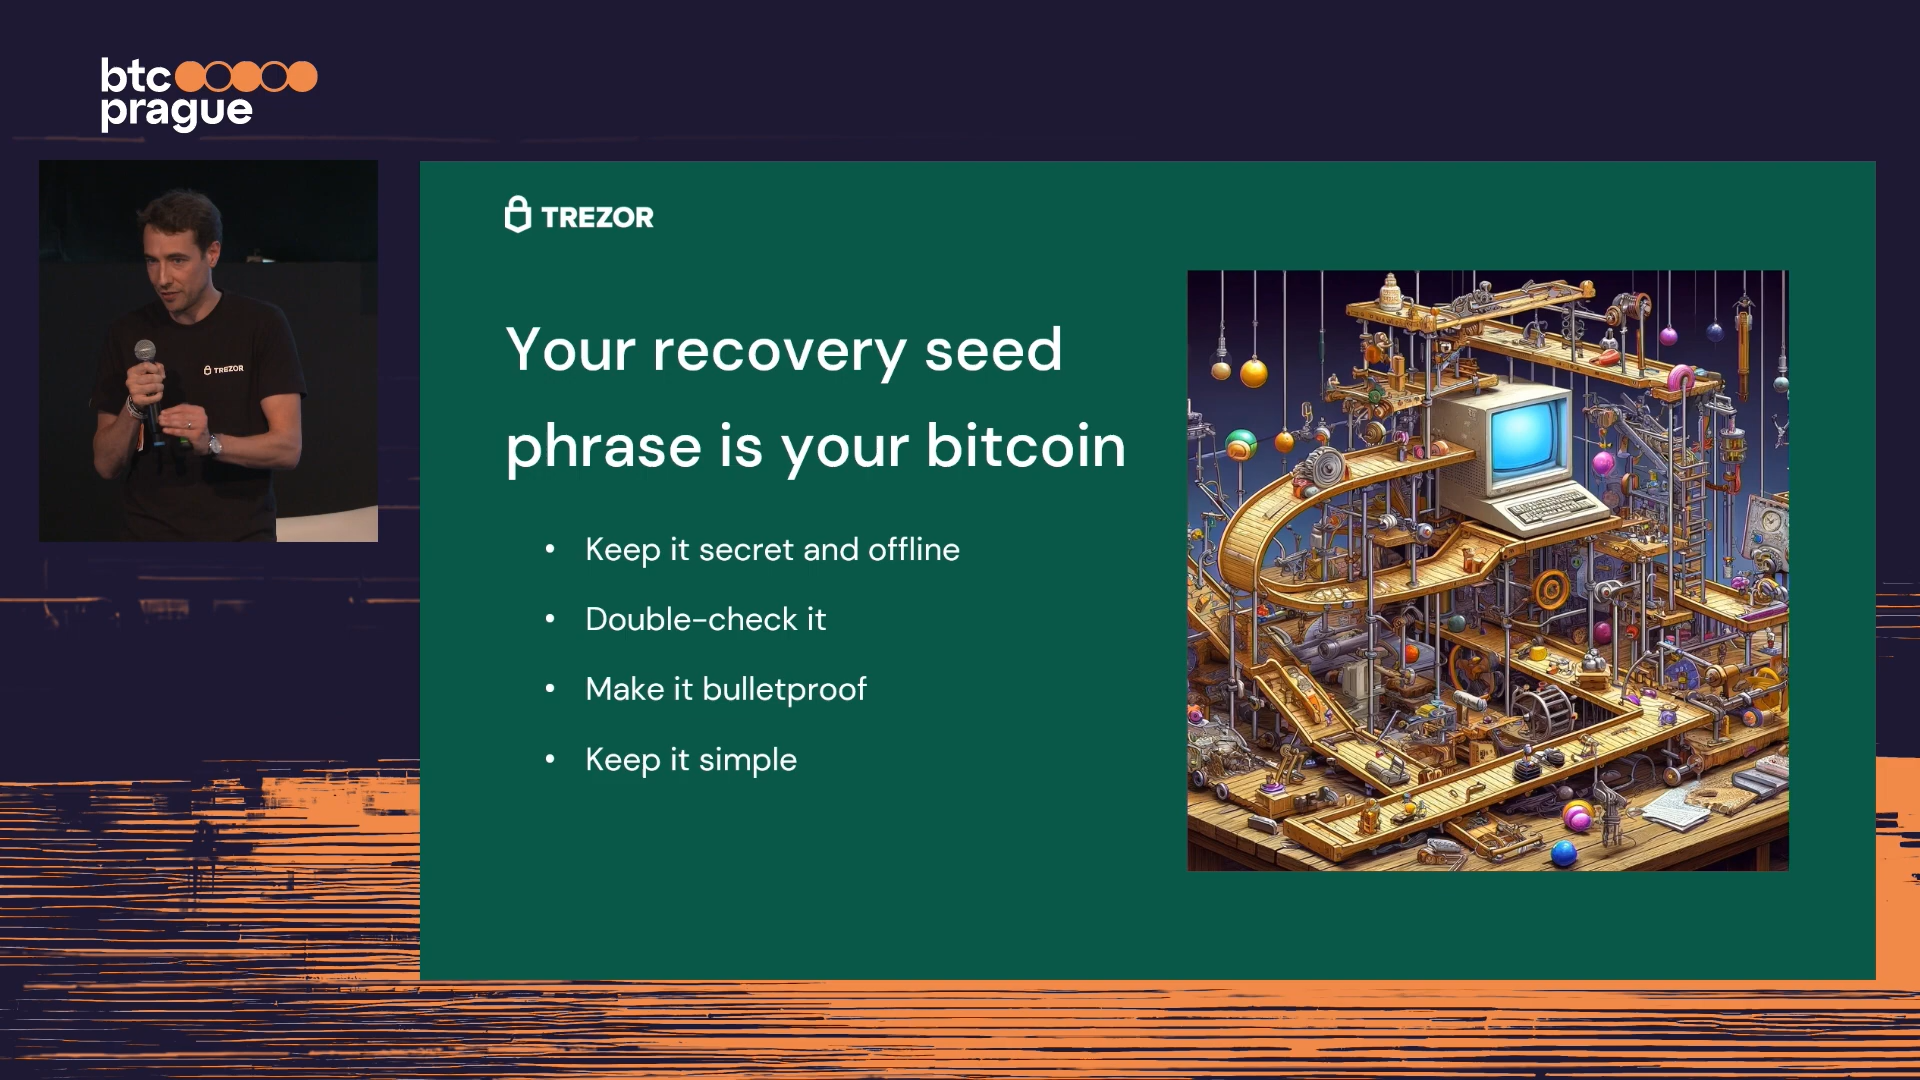 btc
prague
TREZOR
TREZOR
Your recovery seed
phrase is your bitcoin
• Keep it secret and offline
• Double-check it
• Make it bulletproof
• Keep it simple